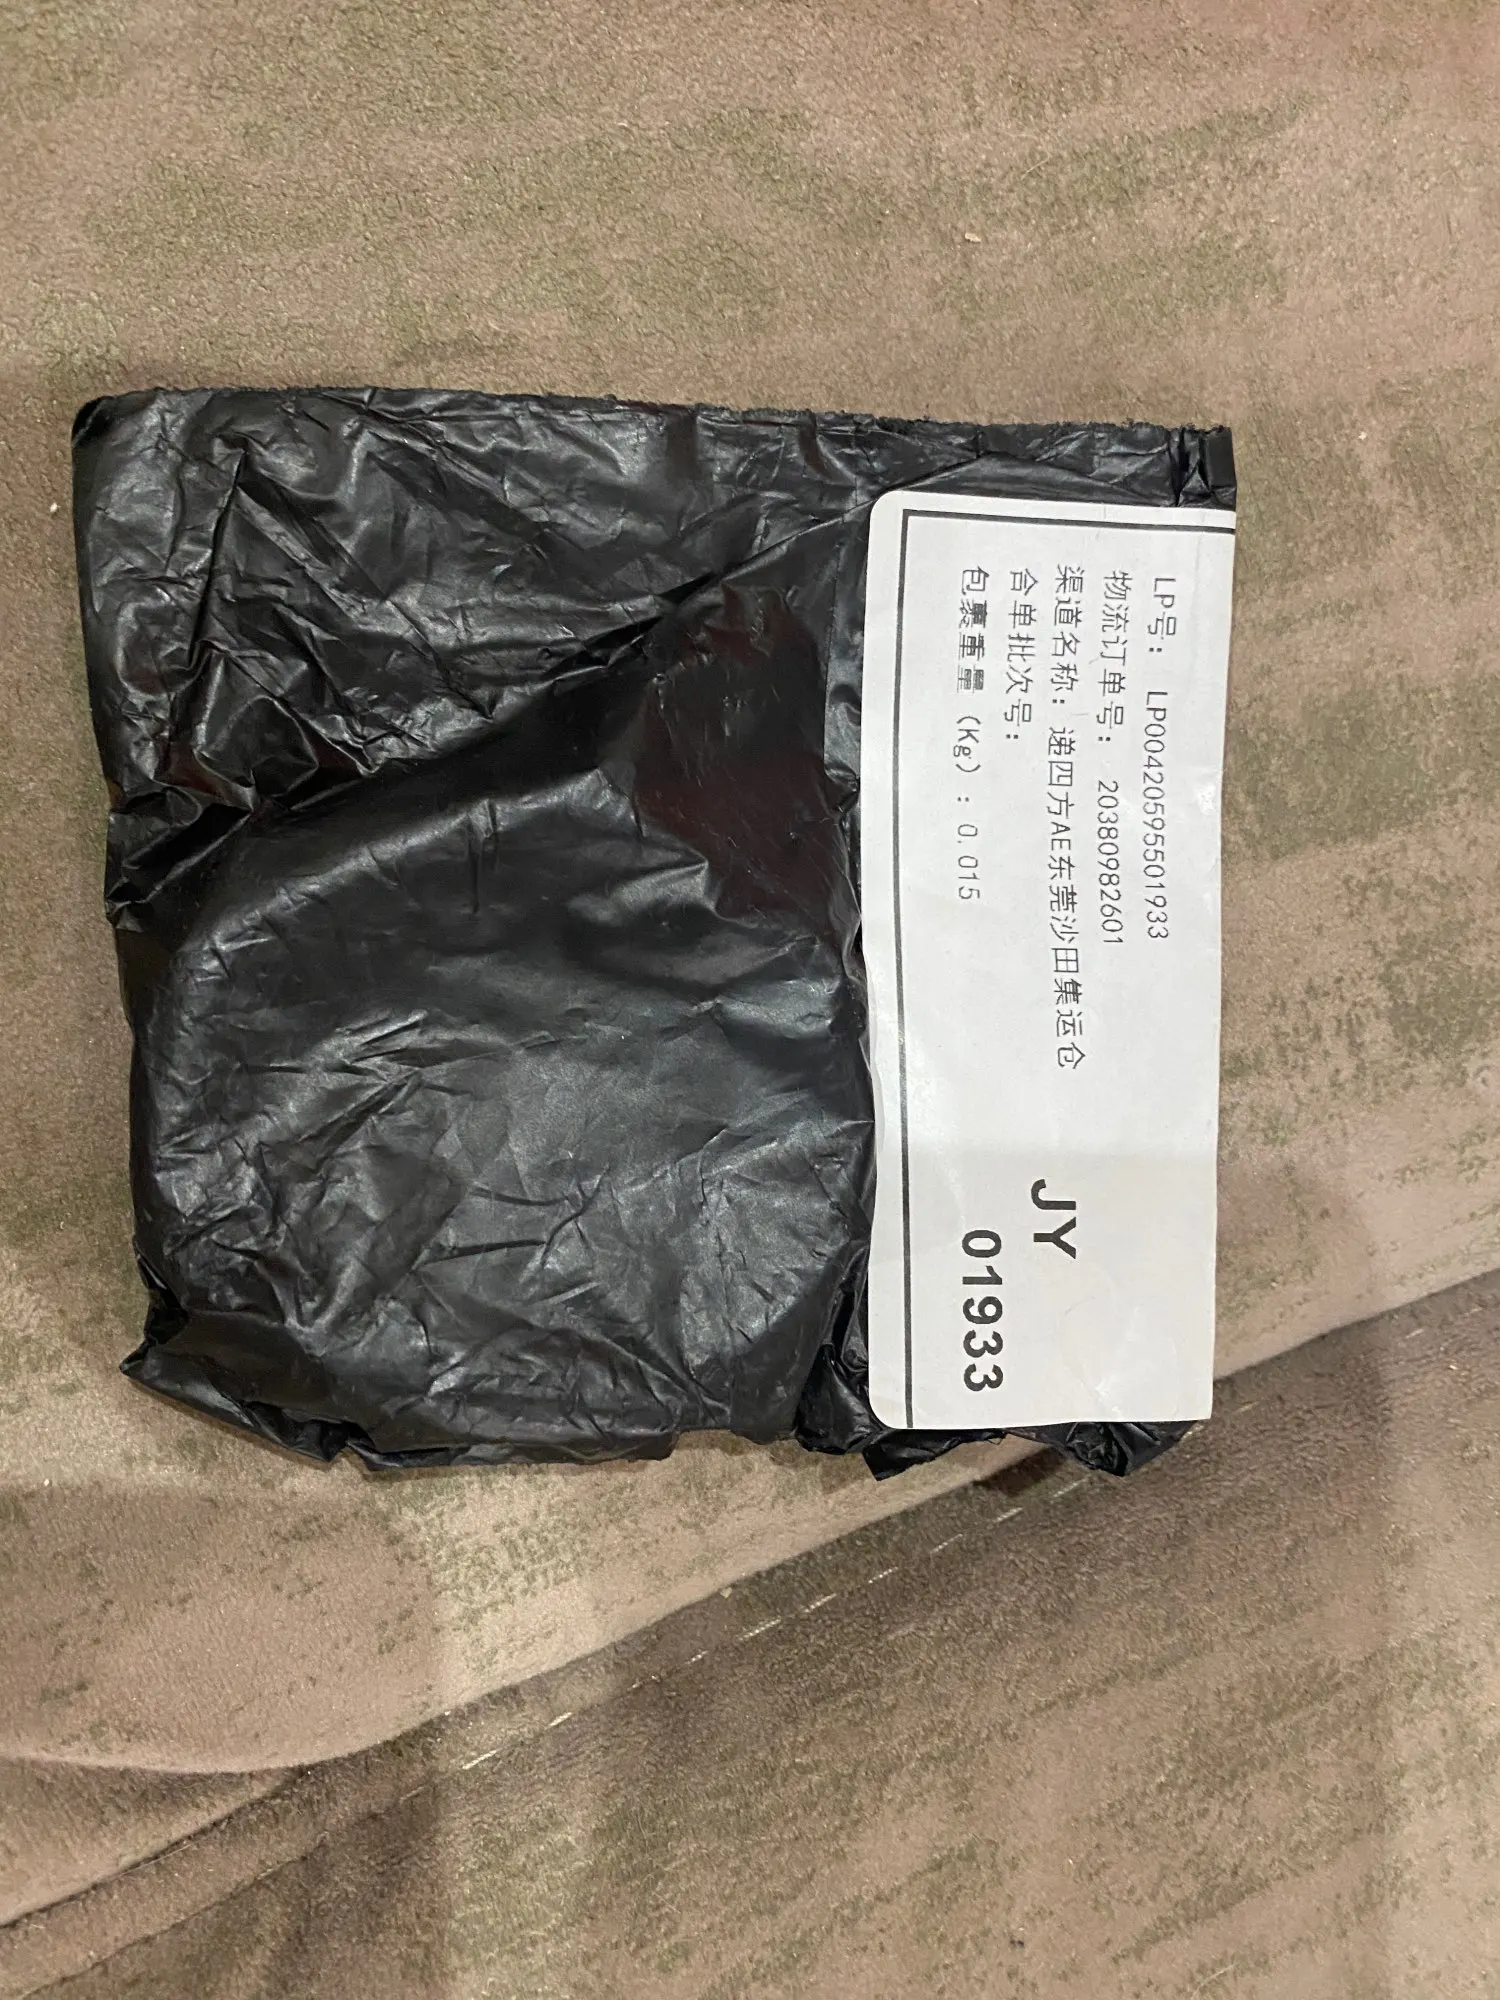 LP号: LP00420595501933
物流订单号: 20380982601
渠道名称: 递四方AE东莞沙田集运仓
合单批次号:
包裹重量 (Kg) : 0.015
JY
01933